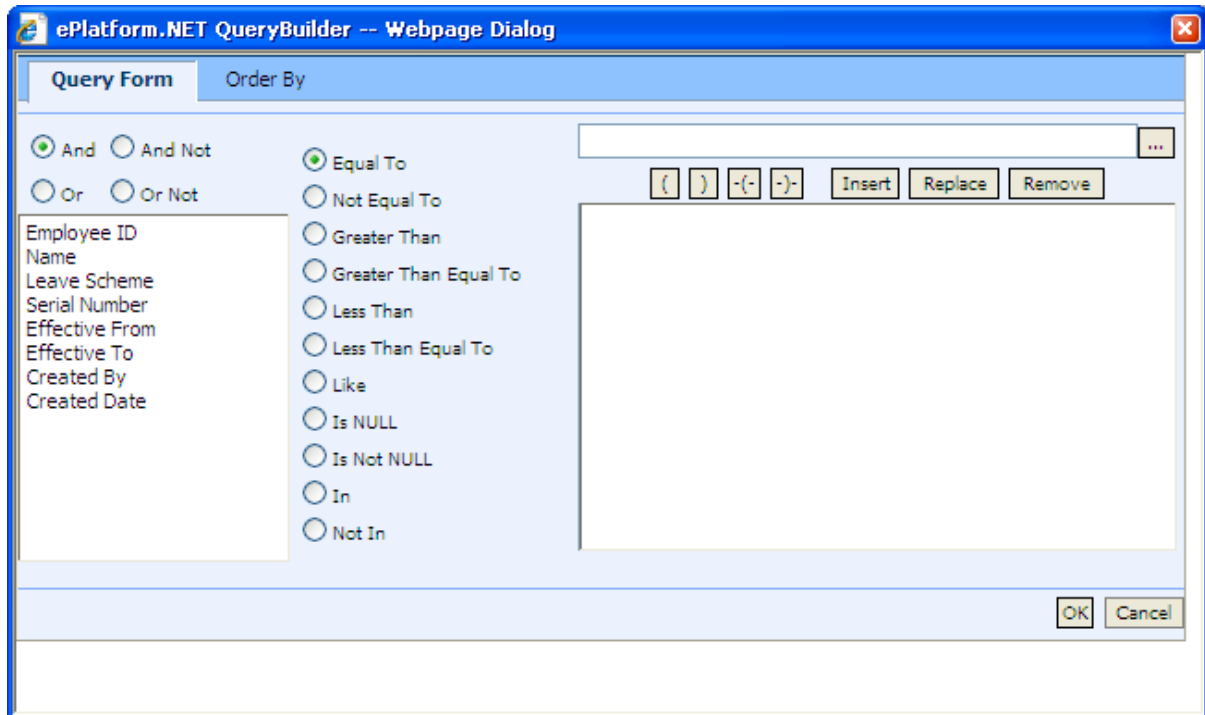 ePlatform.NET QueryBuilder -- Webpage Dialog
Query Form Order By
And And Not
Or Or Not
Employee ID
Name
Leave Scheme
Serial Number
Effective From
Effective To
Created By
Created Date
Equal To
Not Equal To
Greater Than
Greater Than Equal To
Less Than
Less Than Equal To
Like
Is NULL
Is Not NULL
In
Not In
...
( ) -(- -)- Insert Replace Remove
OK Cancel